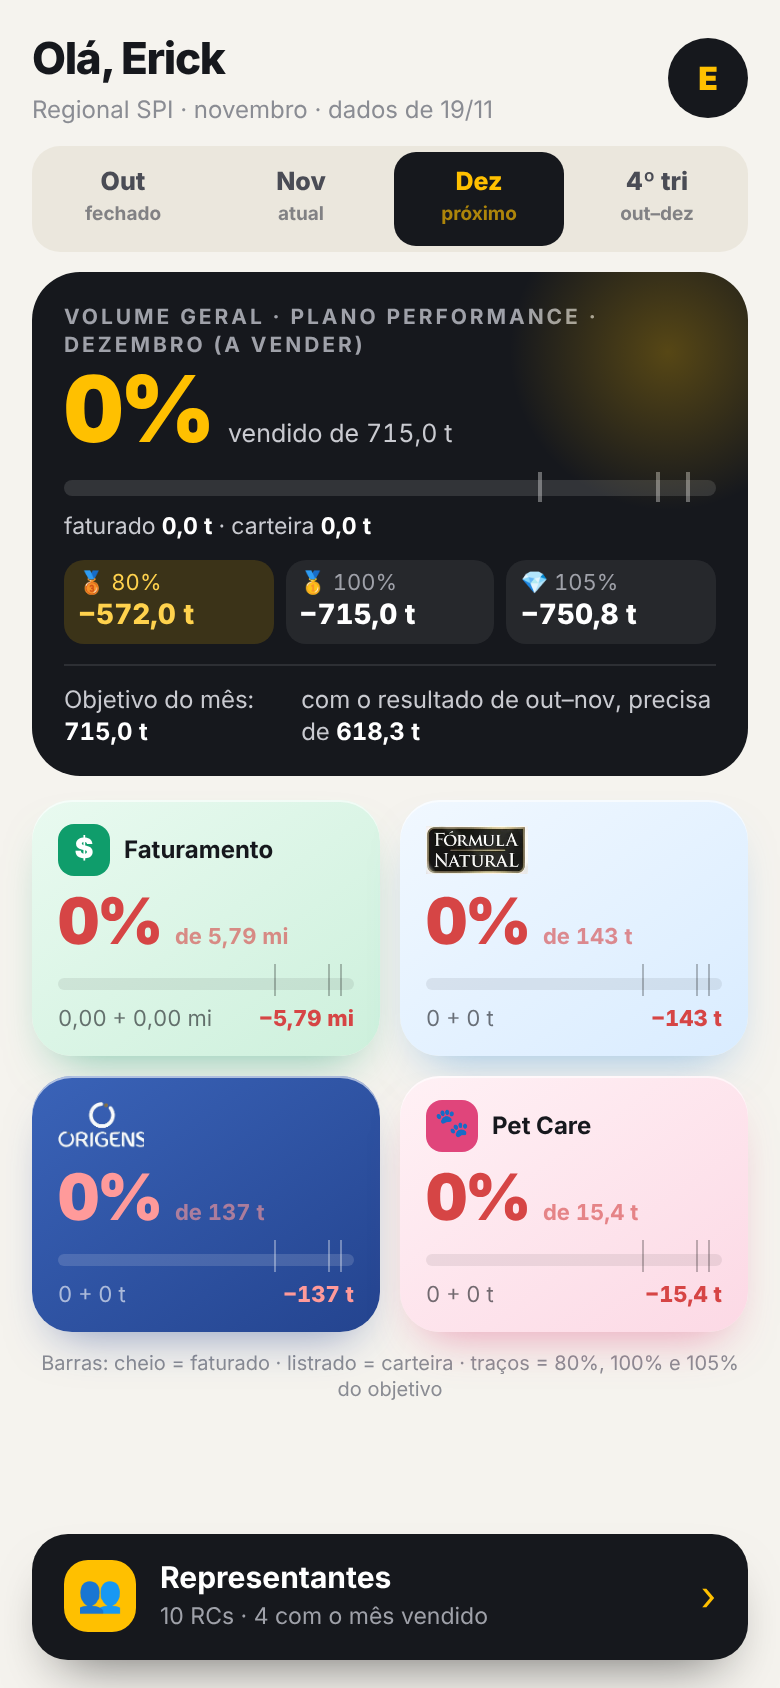 Olá, Erick
E
Regional SPI · novembro · dados de 19/11
Out
fechado
Nov
atual
Dez
próximo
4º tri
out–dez
VOLUME GERAL · PLANO PERFORMANCE ·
DEZEMBRO (A VENDER)
0% vendido de 715,0 t
faturado 0,0 t · carteira 0,0 t
80%
−572,0 t
100%
−715,0 t
105%
−750,8 t
Objetivo do mês:
715,0 t
com o resultado de out–nov, precisa
de 618,3 t
$ Faturamento
0% de 5,79 mi
0,00 + 0,00 mi −5,79 mi
FÓRMULA
NATURAL
0% de 143 t
0 + 0 t −143 t
ORIGENS
0% de 137 t
0 + 0 t −137 t
Pet Care
0% de 15,4 t
0 + 0 t −15,4 t
Barras: cheio = faturado · listrado = carteira · traços = 80%, 100% e 105%
do objetivo
Representantes
10 RCs · 4 com o mês vendido
›